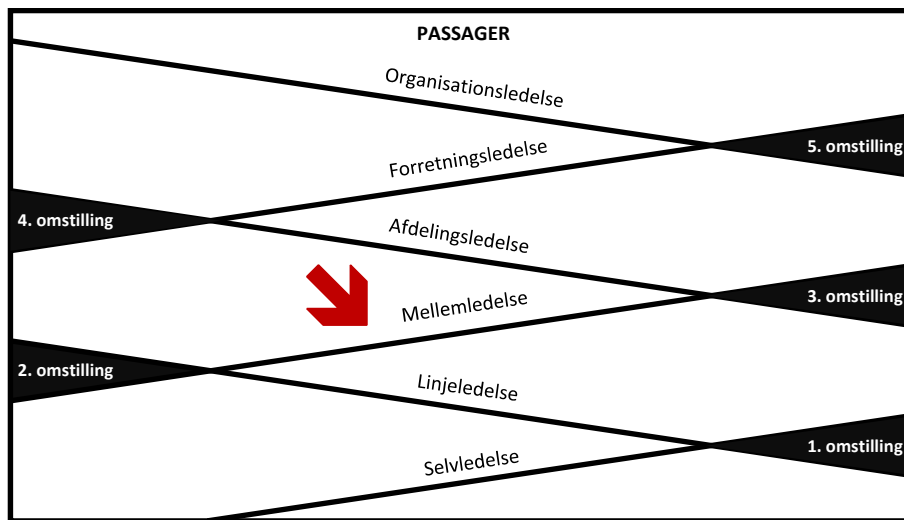 PASSAGER
Organisationsledelse
5. omstilling
Forretningsledelse
4. omstilling
Afdelingsledelse
3. omstilling
Mellemledelse
2. omstilling
Linjeledelse
1. omstilling
Selvledelse